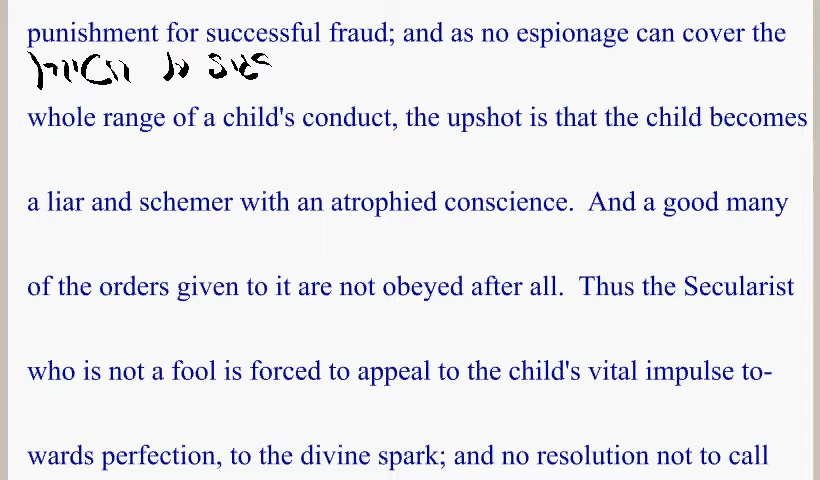 punishment for successful fraud; and as no espionage can cover the
whole range of a child's conduct, the upshot is that the child becomes
a liar and schemer with an atrophied conscience.  And a good many
of the orders given to it are not obeyed after all.  Thus the Secularist
who is not a fool is forced to appeal to the child's vital impulse to-
wards perfection, to the divine spark; and no resolution not to call